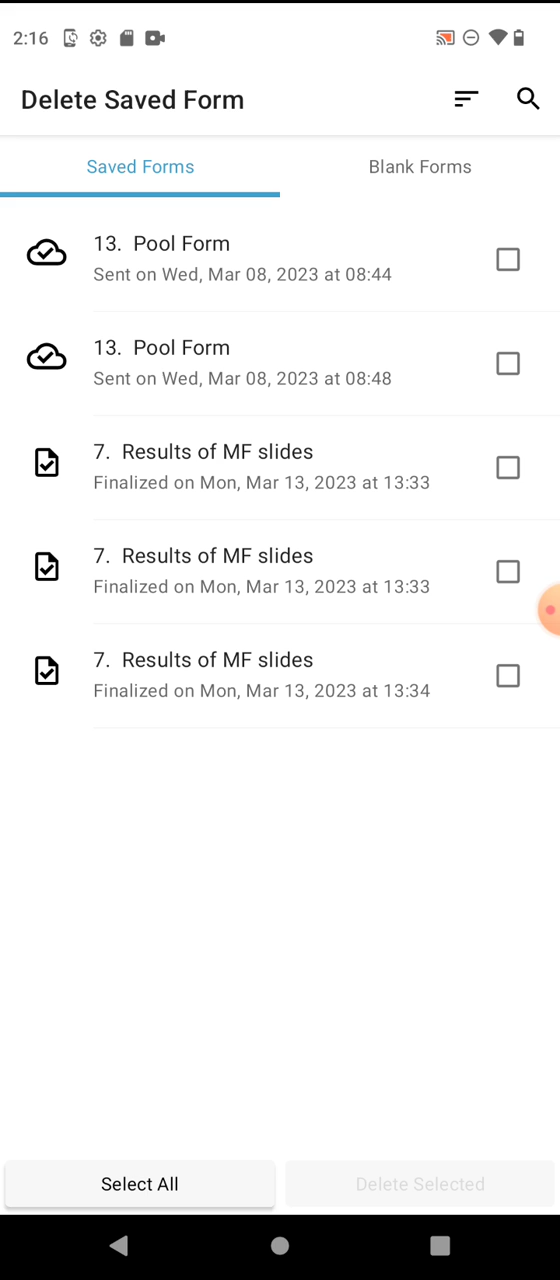 2:16
Delete Saved Form
Saved Forms
Blank Forms
13. Pool Form
Sent on Wed, Mar 08, 2023 at 08:44
13. Pool Form
Sent on Wed, Mar 08, 2023 at 08:48
7. Results of MF slides
Finalized on Mon, Mar 13, 2023 at 13:33
7. Results of MF slides
Finalized on Mon, Mar 13, 2023 at 13:33
7. Results of MF slides
Finalized on Mon, Mar 13, 2023 at 13:34
Select All
Delete Selected